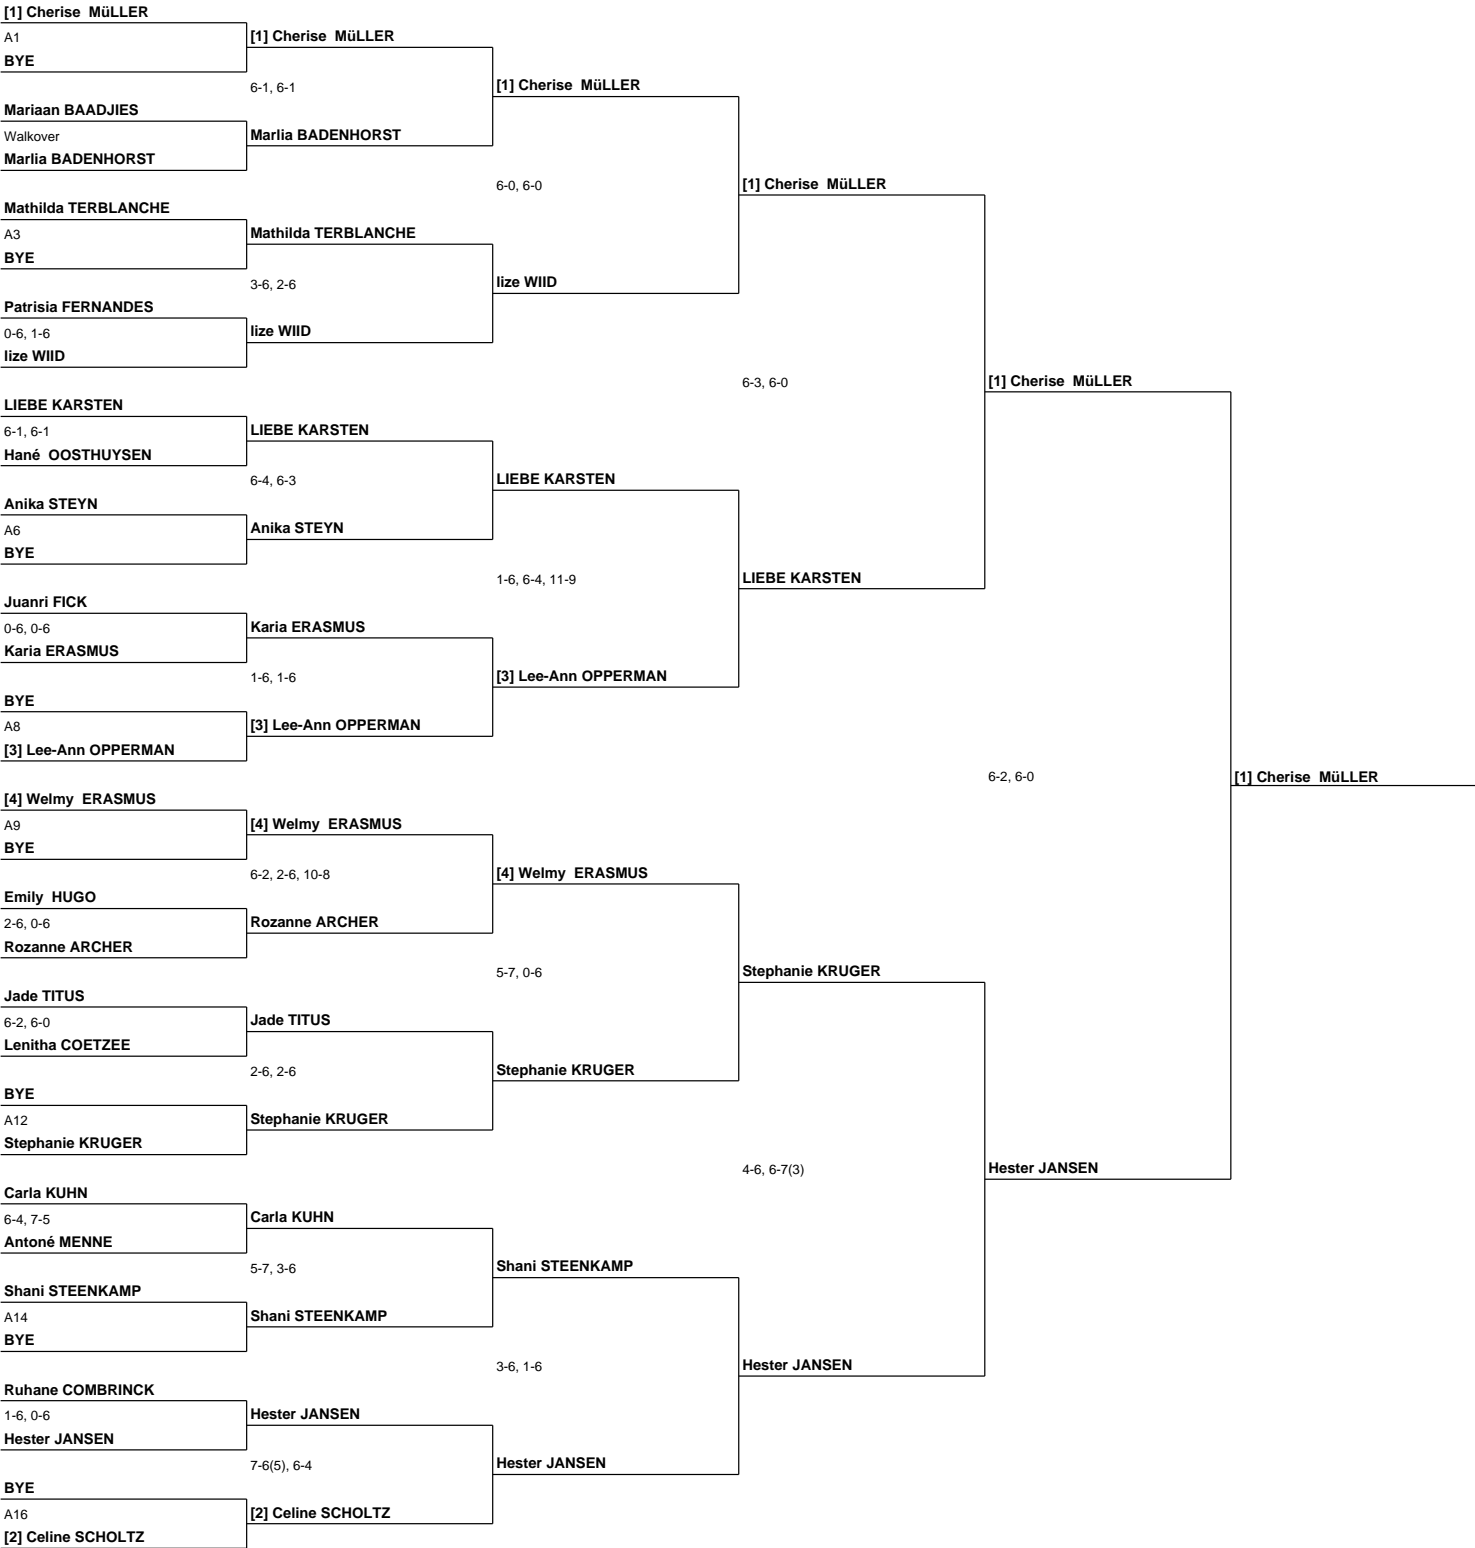 [1] Cherise  MüLLER
A1
BYE
Mariaan BAADJIES
Walkover
Marlia BADENHORST
Mathilda TERBLANCHE
A3
BYE
Patrisia FERNANDES
0-6, 1-6
lize WIID
LIEBE KARSTEN
6-1, 6-1
Hané  OOSTHUYSEN
Anika STEYN
A6
BYE
Juanri FICK
0-6, 0-6
Karia ERASMUS
BYE
A8
[3] Lee-Ann OPPERMAN
[4] Welmy  ERASMUS
A9
BYE
Emily  HUGO
2-6, 0-6
Rozanne ARCHER
Jade TITUS
6-2, 6-0
Lenitha COETZEE
BYE
A12
Stephanie KRUGER
Carla KUHN
6-4, 7-5
Antoné MENNE
Shani STEENKAMP
A14
BYE
Ruhane COMBRINCK
1-6, 0-6
Hester JANSEN
BYE
A16
[2] Celine SCHOLTZ
[1] Cherise  MüLLER
6-1, 6-1
Marlia BADENHORST
Mathilda TERBLANCHE
3-6, 2-6
lize WIID
LIEBE KARSTEN
6-4, 6-3
Anika STEYN
Karia ERASMUS
1-6, 1-6
[3] Lee-Ann OPPERMAN
[4] Welmy  ERASMUS
6-2, 2-6, 10-8
Rozanne ARCHER
Jade TITUS
2-6, 2-6
Stephanie KRUGER
Carla KUHN
5-7, 3-6
Shani STEENKAMP
Hester JANSEN
7-6(5), 6-4
[2] Celine SCHOLTZ
[1] Cherise  MüLLER
6-0, 6-0
lize WIID
LIEBE KARSTEN
1-6, 6-4, 11-9
[3] Lee-Ann OPPERMAN
[4] Welmy  ERASMUS
5-7, 0-6
Stephanie KRUGER
Shani STEENKAMP
3-6, 1-6
Hester JANSEN
[1] Cherise  MüLLER
6-3, 6-0
LIEBE KARSTEN
Stephanie KRUGER
4-6, 6-7(3)
Hester JANSEN
[1] Cherise  MüLLER
6-2, 6-0
Hester JANSEN
[1] Cherise  MüLLER